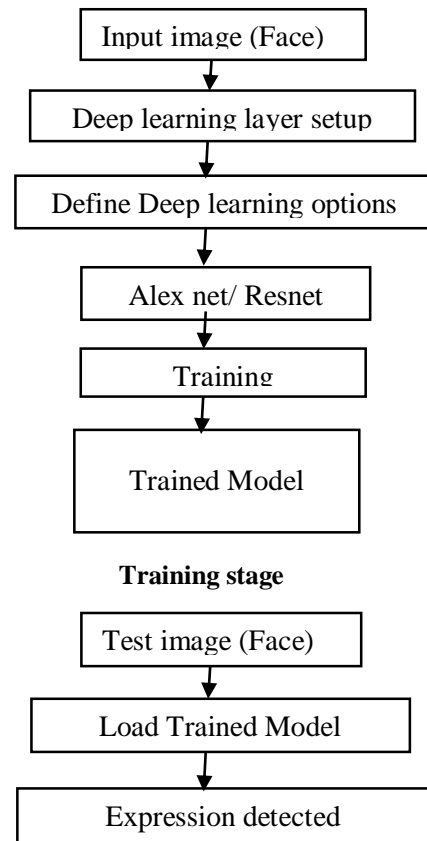 Input image (Face)
Deep learning layer setup
Define Deep learning options
Alex net/ Resnet
Training
Trained Model
Training stage
Test image (Face)
Load Trained Model
Expression detected